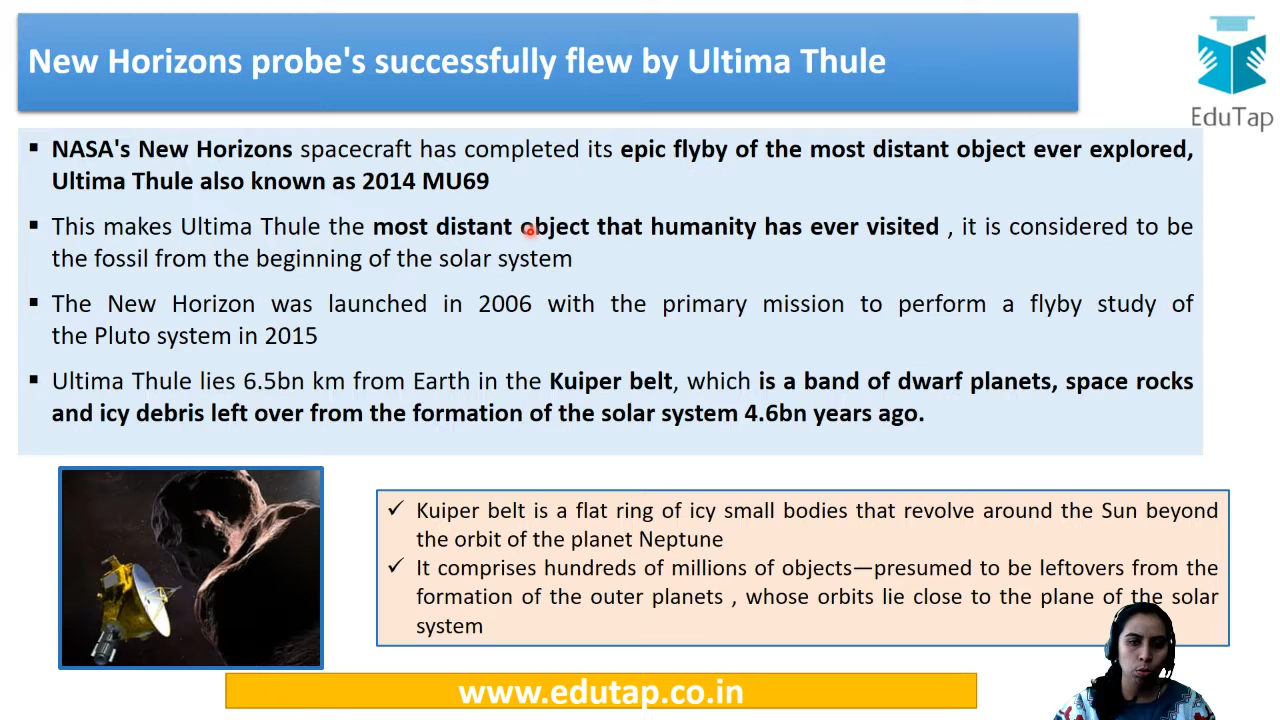 New Horizons probe's successfully flew by Ultima Thule
EduTap
▪ NASA's New Horizons spacecraft has completed its epic flyby of the most distant object ever explored,
Ultima Thule also known as 2014 MU69
▪ This makes Ultima Thule the most distant object that humanity has ever visited , it is considered to be
the fossil from the beginning of the solar system
▪ The New Horizon was launched in 2006 with the primary mission to perform a flyby study of
the Pluto system in 2015
▪ Ultima Thule lies 6.5bn km from Earth in the Kuiper belt, which is a band of dwarf planets, space rocks
and icy debris left over from the formation of the solar system 4.6bn years ago.
✓ Kuiper belt is a flat ring of icy small bodies that revolve around the Sun beyond
the orbit of the planet Neptune
✓ It comprises hundreds of millions of objects—presumed to be leftovers from the
formation of the outer planets , whose orbits lie close to the plane of the solar
system
www.edutap.co.in